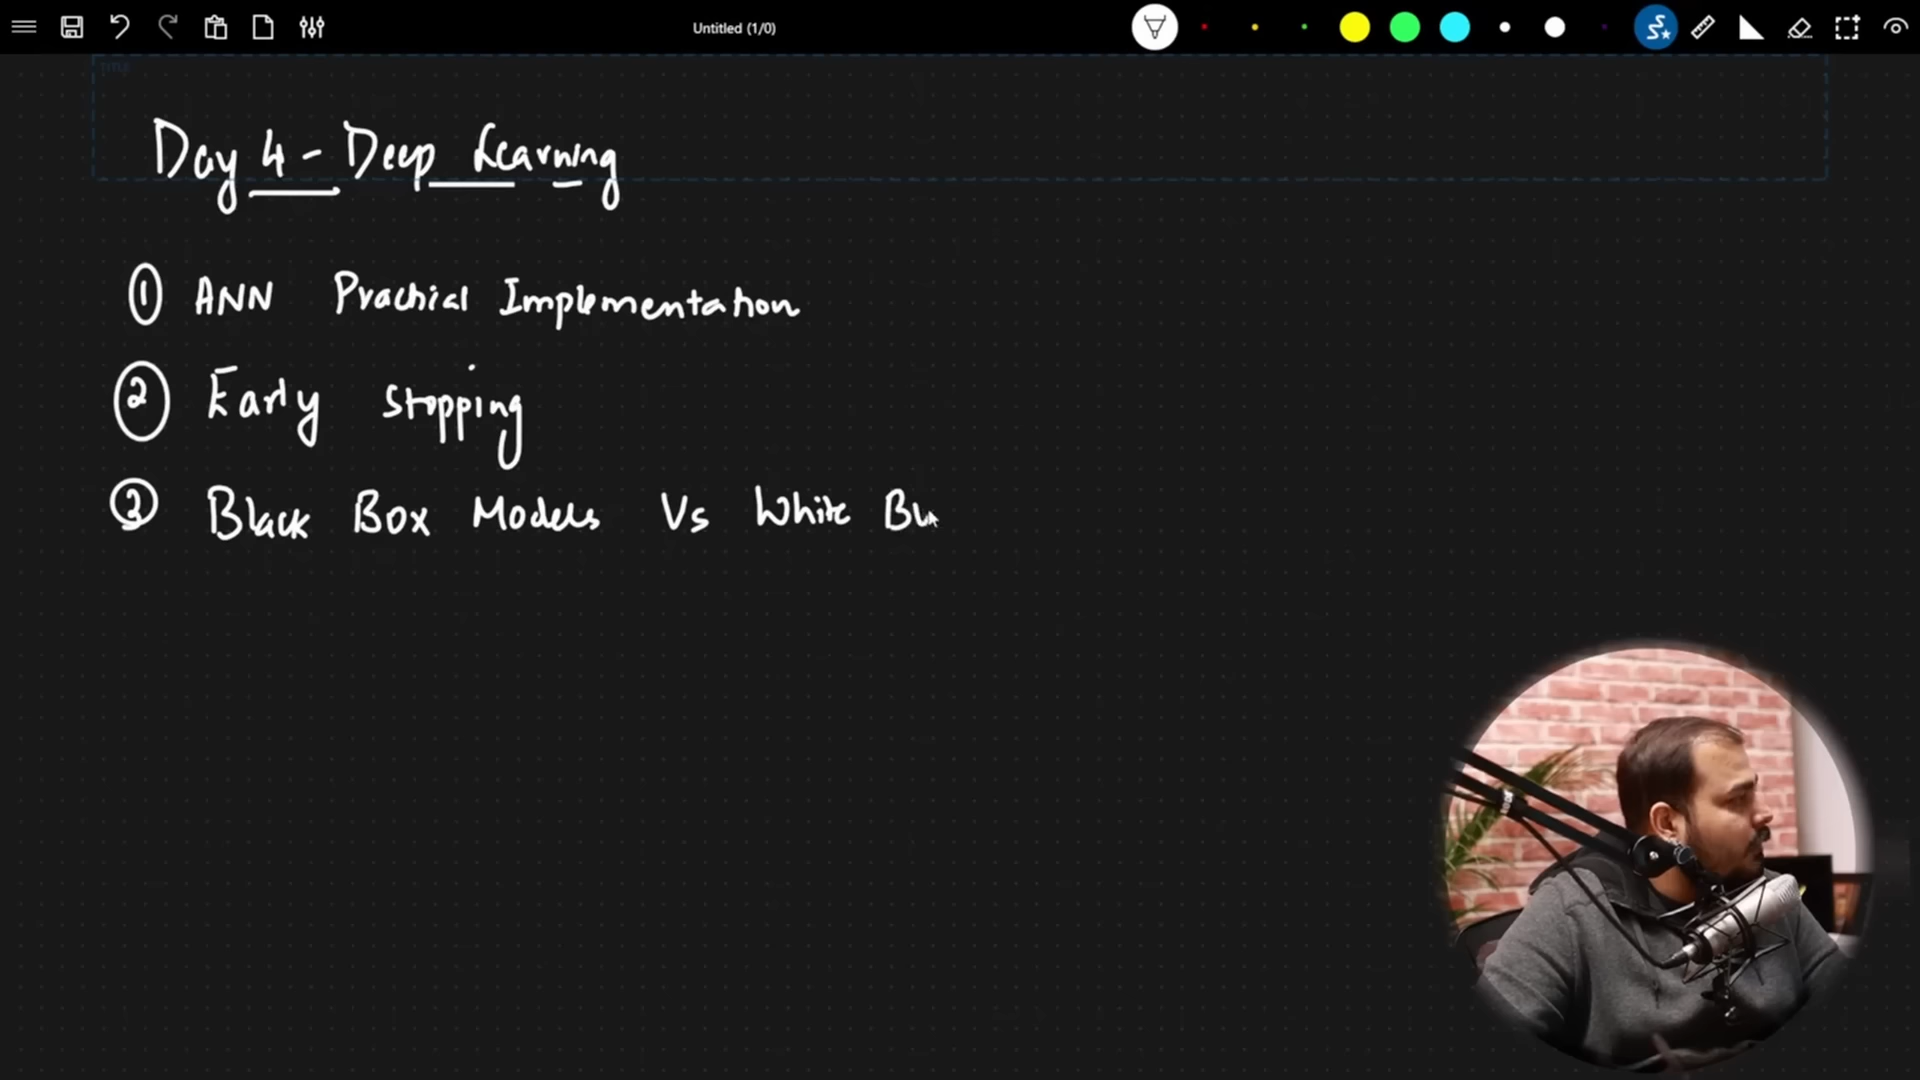 Untitled (1/0)
Title
Day 4 - Deep Learning
① ANN Practical Implementation
② Early Stopping
③ Black Box Models Vs White